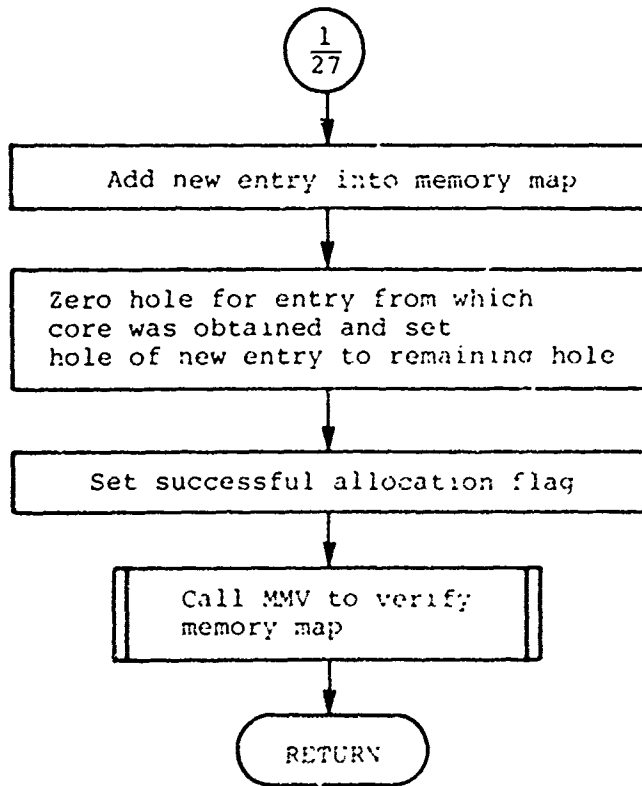 1
27
Add new entry into memory map
Zero hole for entry from which
core was obtained and set
hole of new entry to remaining hole
Set successful allocation flag
Call MMV to verify
memory map
RETURN